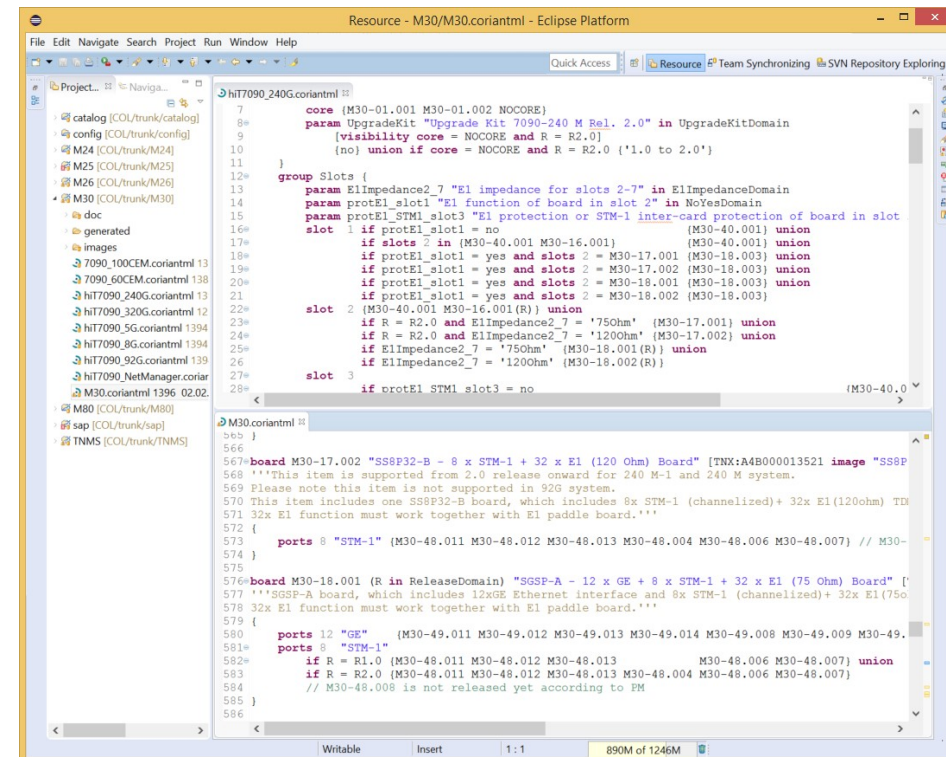 Resource - M30/M30.coriantml - Eclipse Platform
File Edit Navigate Search Project Run Window Help
Quick Access
Resource
Team Synchronizing
SVN Repository Exploring
Project...
Naviga...
catalog [COL/trunk/catalog]
config [COL/trunk/config]
M24 [COL/trunk/M24]
M25 [COL/trunk/M25]
M26 [COL/trunk/M26]
M30 [COL/trunk/M30]
doc
generated
images
7090_100CEM.coriantml 13
7090_60CEM.coriantml 138
hiT7090_240G.coriantml 13
hiT7090_320G.coriantml 12
hiT7090_5G.coriantml 1394
hiT7090_8G.coriantml 1394
hiT7090_92G.coriantml 139
hiT7090_NetManager.coriar
M30.coriantml 1396 02.02.
M80 [COL/trunk/M80]
sap [COL/trunk/sap]
TNMS [COL/trunk/TNMS]
hiT7090_240G.coriantml
7 core {M30-01.001 M30-01.002 NOCORE}
8 param UpgradeKit "Upgrade Kit 7090-240 M Rel. 2.0" in UpgradeKitDomain
9 [visibility core = NOCORE and R = R2.0]
10 {no} union if core = NOCORE and R = R2.0 {'1.0 to 2.0'}
11 }
12 group Slots {
13 param E1Impedance2_7 "E1 impedance for slots 2-7" in E1ImpedanceDomain
14 param protE1_slot1 "E1 function of board in slot 2" in NoYesDomain
15 param protE1_STM1_slot3 "E1 protection or STM-1 inter-card protection of board in slot
16 slot 1 if protE1_slot1 = no {M30-40.001} union
17 if slots 2 in {M30-40.001 M30-16.001} {M30-40.001} union
18 if protE1_slot1 = yes and slots 2 = M30-17.001 {M30-18.003} union
19 if protE1_slot1 = yes and slots 2 = M30-17.002 {M30-18.003} union
20 if protE1_slot1 = yes and slots 2 = M30-18.001 {M30-18.003} union
21 if protE1_slot1 = yes and slots 2 = M30-18.002 {M30-18.003}
22 slot 2 {M30-40.001 M30-16.001(R)} union
23 if R = R2.0 and E1Impedance2_7 = '75Ohm' {M30-17.001} union
24 if R = R2.0 and E1Impedance2_7 = '120Ohm' {M30-17.002} union
25 if E1Impedance2_7 = '75Ohm' {M30-18.001(R)} union
26 if E1Impedance2_7 = '120Ohm' {M30-18.002(R)}
27 slot 3
28 if protE1_STM1_slot3 = no {M30-40.0
M30.coriantml
565 }
566
567 board M30-17.002 "SS8P32-B - 8 x STM-1 + 32 x E1 (120 Ohm) Board" [TNX:A4B000013521 image "SS8P
568 '''This item is supported from 2.0 release onward for 240 M-1 and 240 M system.
569 Please note this item is not supported in 92G system.
570 This item includes one SS8P32-B board, which includes 8x STM-1 (channelized)+ 32x E1(120ohm) TD
571 32x E1 function must work together with E1 paddle board.'''
572 {
573 ports 8 "STM-1" {M30-48.011 M30-48.012 M30-48.013 M30-48.004 M30-48.006 M30-48.007} // M30-
574 }
575
576 board M30-18.001 (R in ReleaseDomain) "SGSP-A - 12 x GE + 8 x STM-1 + 32 x E1 (75 Ohm) Board" [
577 '''SGSP-A board, which includes 12xGE Ethernet interface and 8x STM-1 (channelized)+ 32x E1(75o
578 32x E1 function must work together with E1 paddle board.'''
579 {
580 ports 12 "GE" {M30-49.011 M30-49.012 M30-49.013 M30-49.014 M30-49.008 M30-49.009 M30-49.
581 ports 8 "STM-1"
582 if R = R1.0 {M30-48.011 M30-48.012 M30-48.013 M30-48.006 M30-48.007} union
583 if R = R2.0 {M30-48.011 M30-48.012 M30-48.013 M30-48.004 M30-48.006 M30-48.007}
584 // M30-48.008 is not released yet according to PM
585 }
586
Writable Insert 1 : 1 890M of 1246M